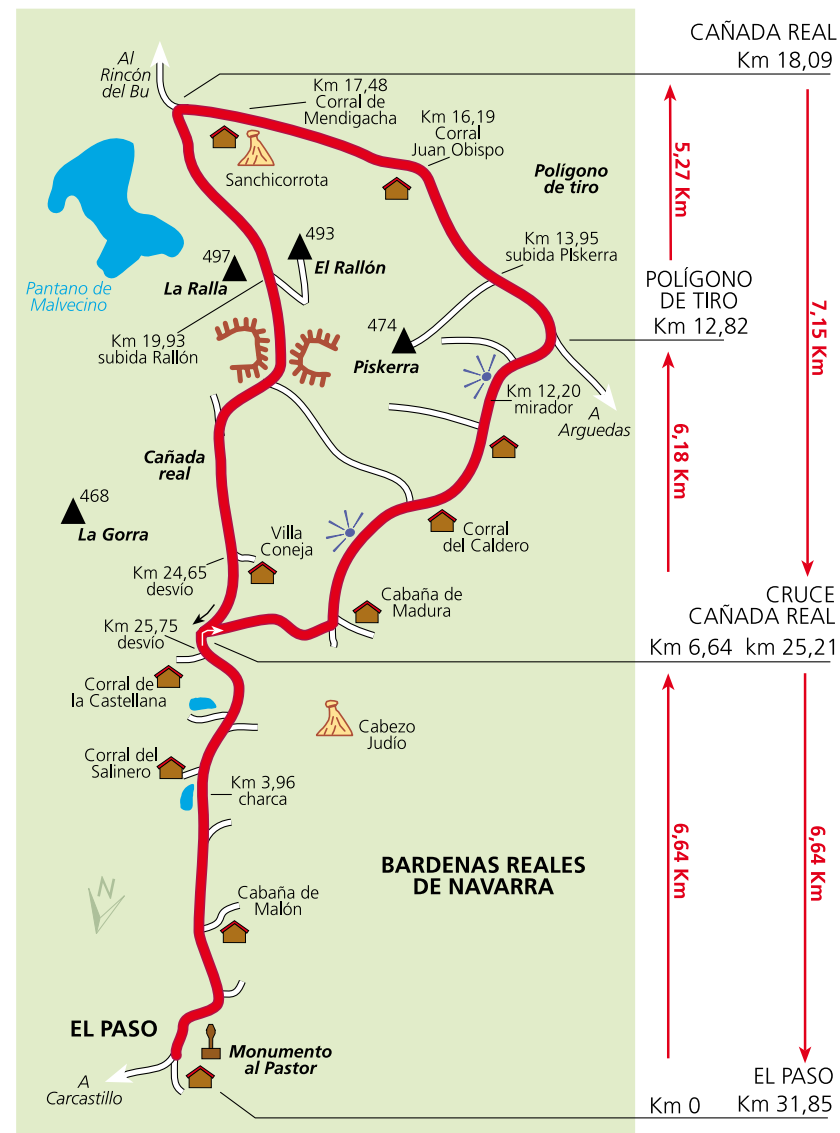 CAÑADA REAL
Km 18,09
Al
Rincón
del Bu
Km 17,48
Corral de
Mendigacha
Km 16,19
Corral
Juan Obispo
Sanchicorrota
Polígono
de tiro
5,27 Km
493
El Rallón
497
La Ralla
Km 13,95
subida Piskerra
Pantano de
Malvecino
POLÍGONO
DE TIRO
Km 12,82
7,15 Km
Km 19,93
subida Rallón
474
Piskerra
Km 12,20
mirador
A
Arguedas
6,18 Km
Cañada
real
468
La Gorra
Villa
Coneja
Corral
del Caldero
Km 24,65
desvío
Cabaña de
Madura
CRUCE
CAÑADA REAL
Km 6,64 km 25,21
Km 25,75
desvío
Corral de
la Castellana
Cabezo
Judío
Corral del
Salinero
Km 3,96
charca
6,64 Km
6,64 Km
BARDENAS REALES
DE NAVARRA
N
Cabaña de
Malón
EL PASO
Monumento
al Pastor
A
Carcastillo
EL PASO
Km 0 Km 31,85